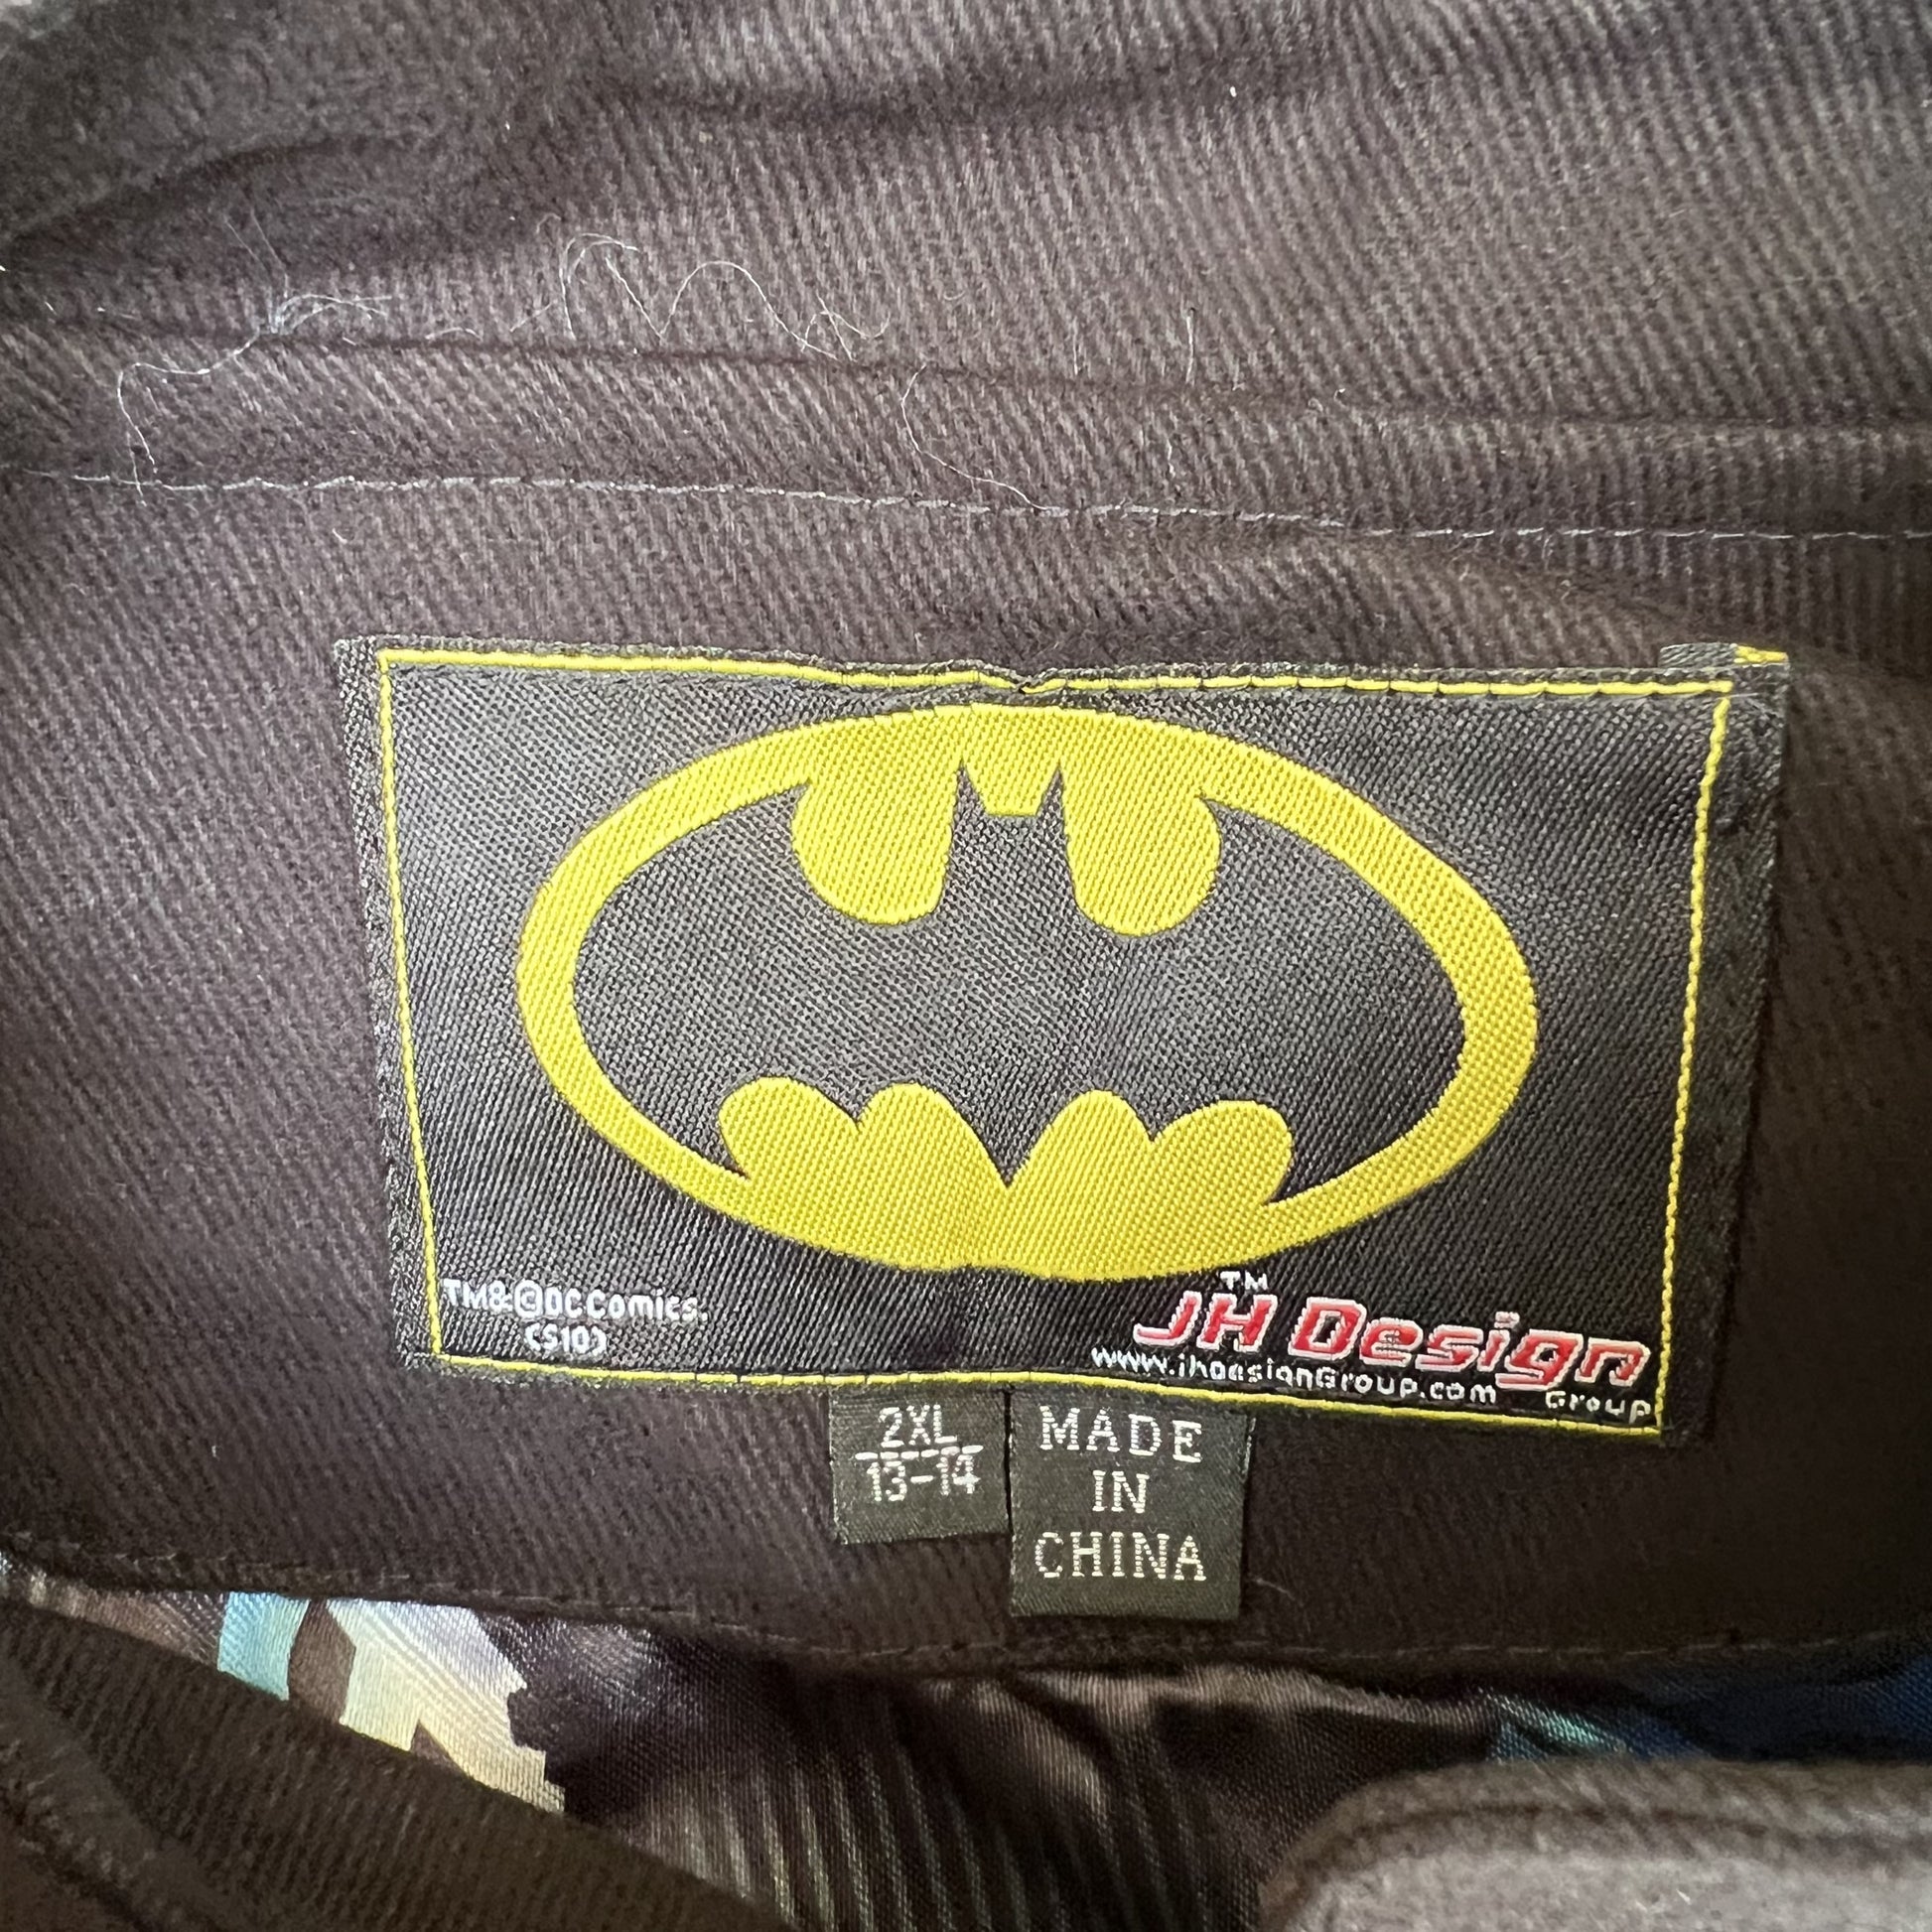 TM&©DC Comics.
(S10)
TM
JH Design
Group
www.jhdesignGroup.com
2XL
13-14
MADE
IN
CHINA